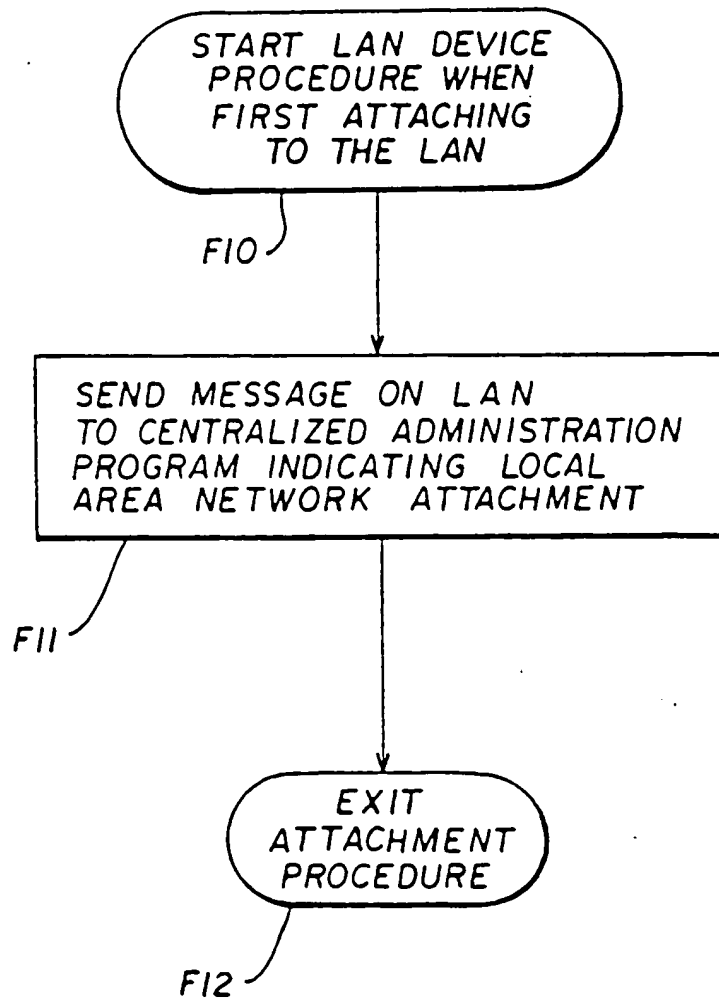 START LAN DEVICE
PROCEDURE WHEN
FIRST ATTACHING
TO THE LAN
F10
SEND MESSAGE ON LAN
TO CENTRALIZED ADMINISTRATION
PROGRAM INDICATING LOCAL
AREA NETWORK ATTACHMENT
F11
EXIT
ATTACHMENT
PROCEDURE
F12